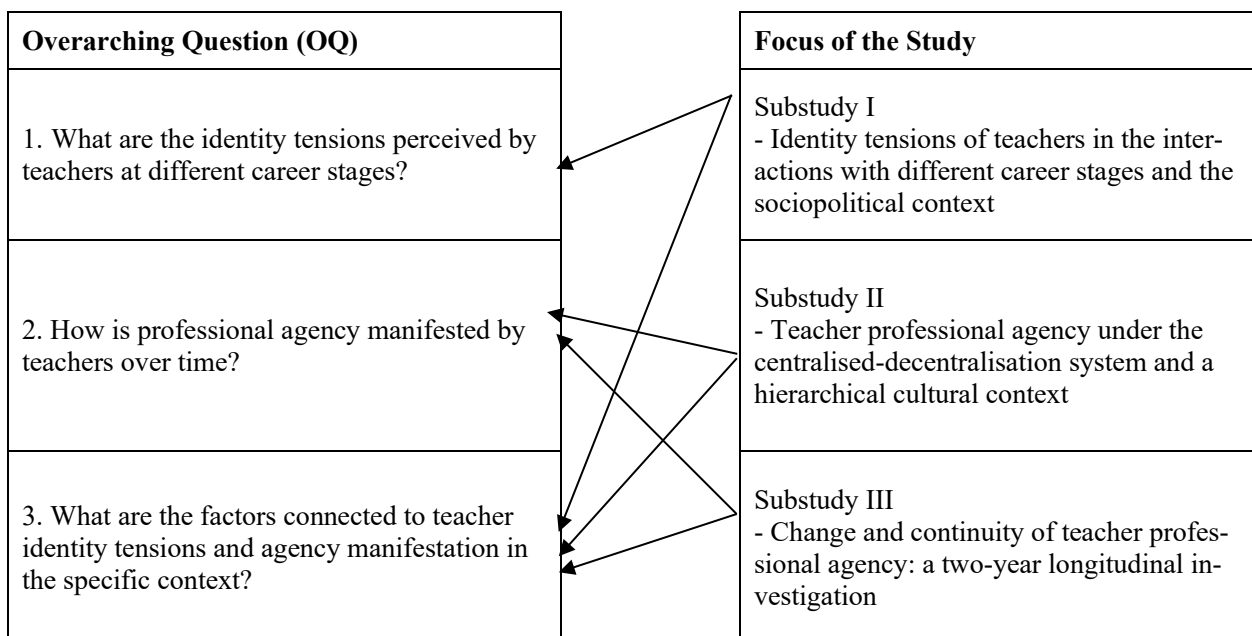 Overarching Question (OQ)
1. What are the identity tensions perceived by
teachers at different career stages?
2. How is professional agency manifested by
teachers over time?
3. What are the factors connected to teacher
identity tensions and agency manifestation in
the specific context?
Focus of the Study
Substudy I
- Identity tensions of teachers in the inter-
actions with different career stages and the
sociopolitical context
Substudy II
- Teacher professional agency under the
centralised-decentralisation system and a
hierarchical cultural context
Substudy III
- Change and continuity of teacher profes-
sional agency: a two-year longitudinal in-
vestigation